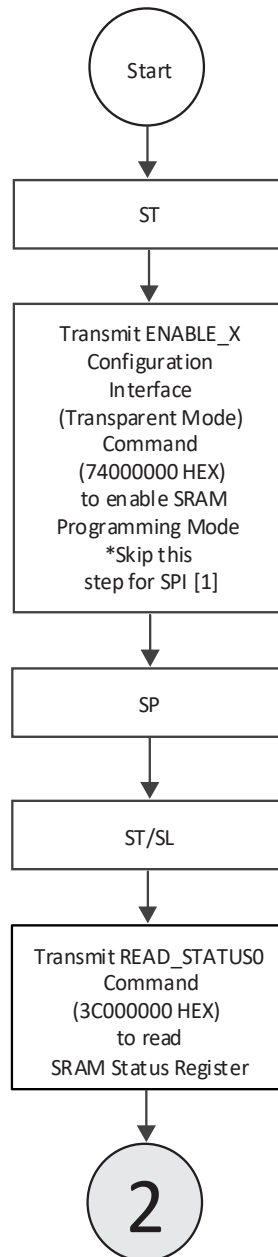 Start
ST
Transmit ENABLE_X
Configuration
Interface
(Transparent Mode)
Command
(74000000 HEX)
to enable SRAM
Programming Mode
*Skip this
step for SPI [1]
SP
ST/SL
Transmit READ_STATUS0
Command
(3C000000 HEX)
to read
SRAM Status Register
2